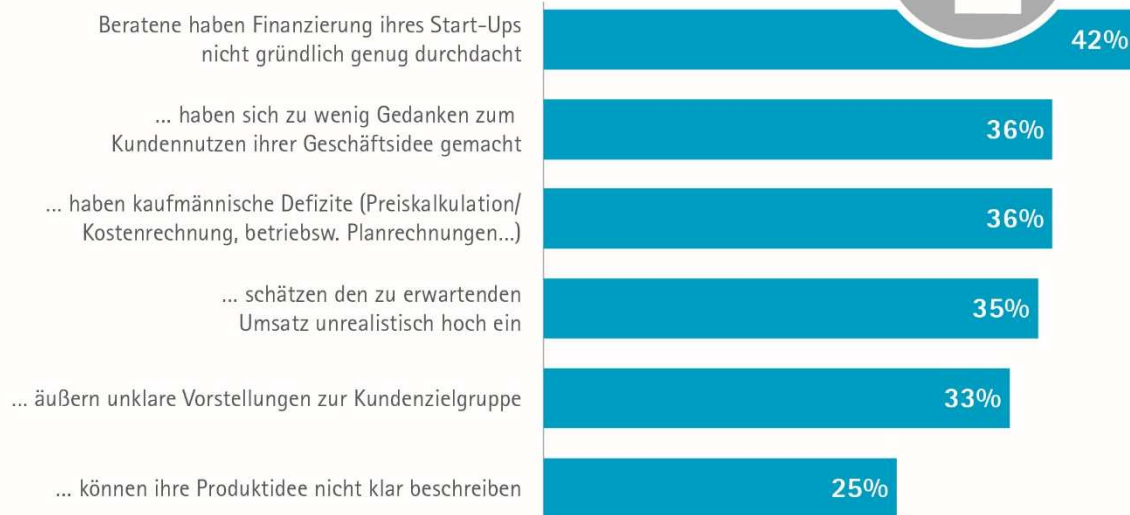 Beratene haben Finanzierung ihres Start-Ups
nicht gründlich genug durchdacht
42%
... haben sich zu wenig Gedanken zum
Kundennutzen ihrer Geschäftsidee gemacht
36%
... haben kaufmännische Defizite (Preiskalkulation/
Kostenrechnung, betriebsw. Planrechnungen...)
36%
... schätzen den zu erwartenden
Umsatz unrealistisch hoch ein
35%
... äußern unklare Vorstellungen zur Kundenzielgruppe
33%
... können ihre Produktidee nicht klar beschreiben
25%